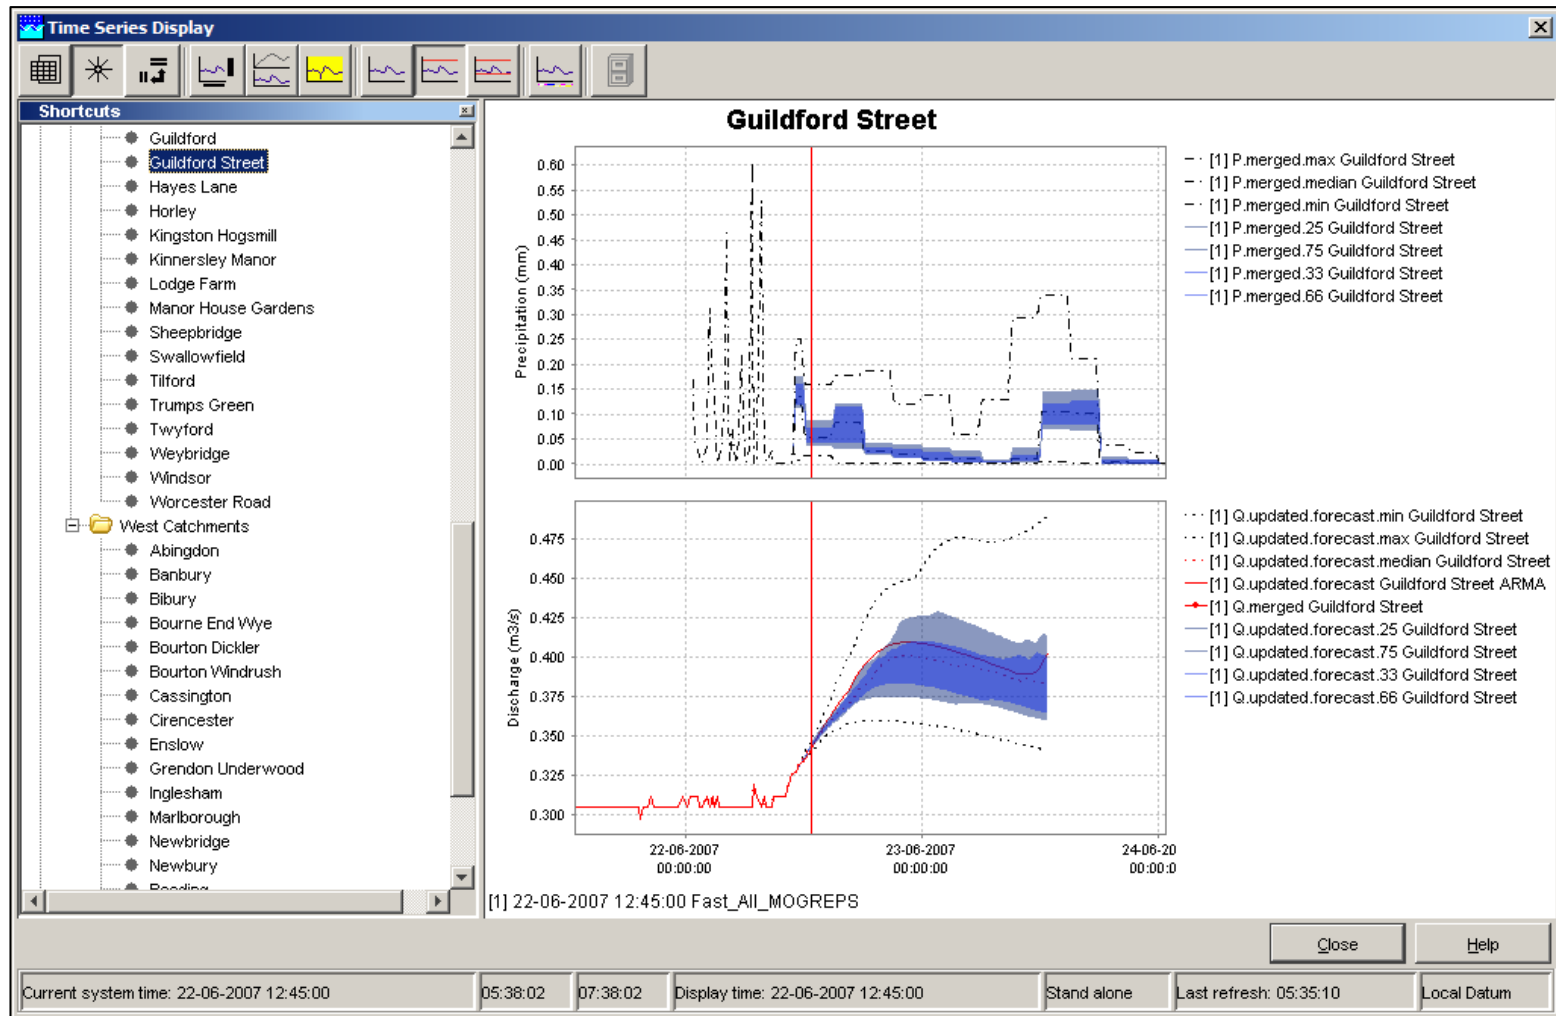 Time Series Display
Shortcuts
Guildford
Guildford Street
Hayes Lane
Horley
Kingston Hogsmill
Kinnersley Manor
Lodge Farm
Manor House Gardens
Sheepbridge
Swallowfield
Tilford
Trumps Green
Twyford
Weybridge
Windsor
Worcester Road
West Catchments
Abingdon
Banbury
Bibury
Bourne End Wye
Bourton Dickler
Bourton Windrush
Cassington
Cirencester
Enslow
Grendon Underwood
Inglesham
Marlborough
Newbridge
Newbury
Reading
Guildford Street
Precipitation (mm)
0.60
0.55
0.50
0.45
0.40
0.35
0.30
0.25
0.20
0.15
0.10
0.05
0.00
[1] P.merged.max Guildford Street
[1] P.merged.median Guildford Street
[1] P.merged.min Guildford Street
[1] P.merged.25 Guildford Street
[1] P.merged.75 Guildford Street
[1] P.merged.33 Guildford Street
[1] P.merged.66 Guildford Street
Discharge (m3/s)
0.475
0.450
0.425
0.400
0.375
0.350
0.325
0.300
[1] Q.updated.forecast.min Guildford Street
[1] Q.updated.forecast.max Guildford Street
[1] Q.updated.forecast.median Guildford Street
[1] Q.updated.forecast Guildford Street ARMA
[1] Q.merged Guildford Street
[1] Q.updated.forecast.25 Guildford Street
[1] Q.updated.forecast.75 Guildford Street
[1] Q.updated.forecast.33 Guildford Street
[1] Q.updated.forecast.66 Guildford Street
22-06-2007 23-06-2007 24-06-20
00:00:00 00:00:00 00:00:0
[1] 22-06-2007 12:45:00 Fast_All_MOGREPS
Close Help
Current system time: 22-06-2007 12:45:00 05:38:02 07:38:02 Display time: 22-06-2007 12:45:00 Stand alone Last refresh: 05:35:10 Local Datum